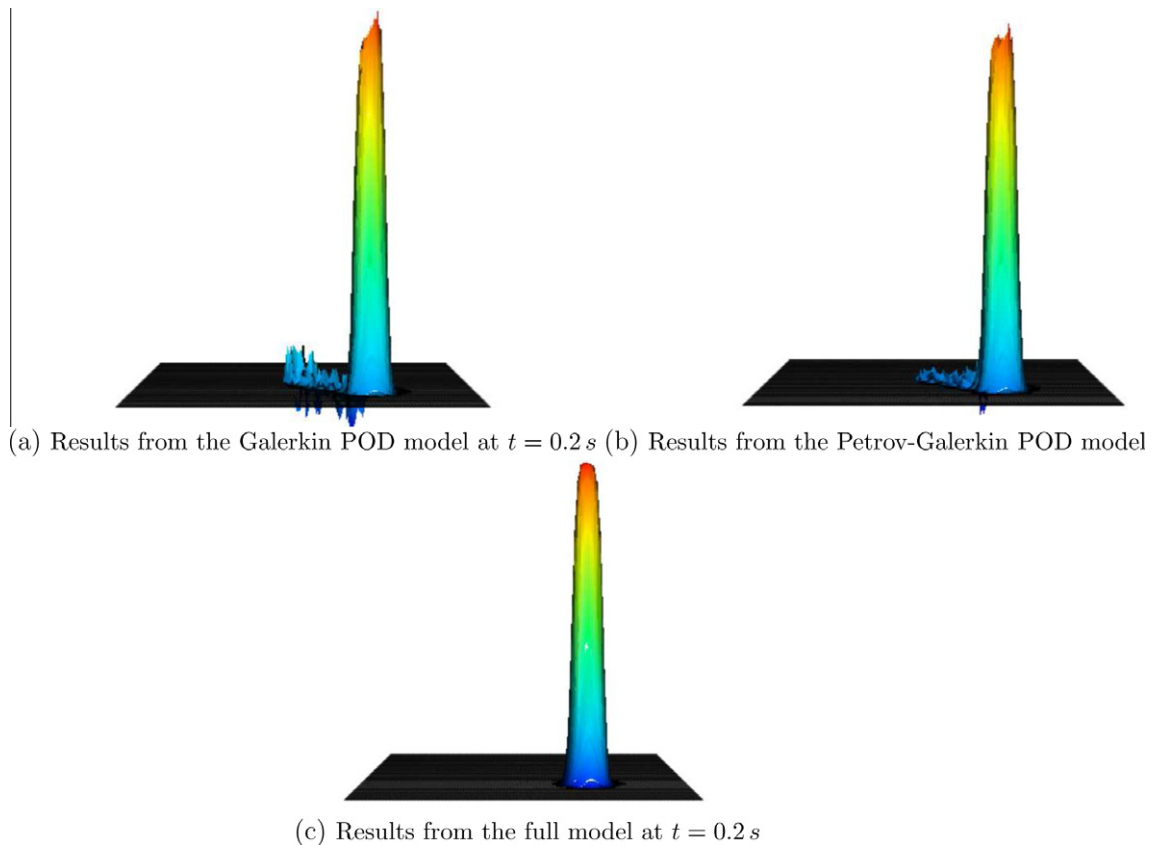 (a) Results from the Galerkin POD model at t = 0.2 s (b) Results from the Petrov-Galerkin POD model
(c) Results from the full model at t = 0.2 s